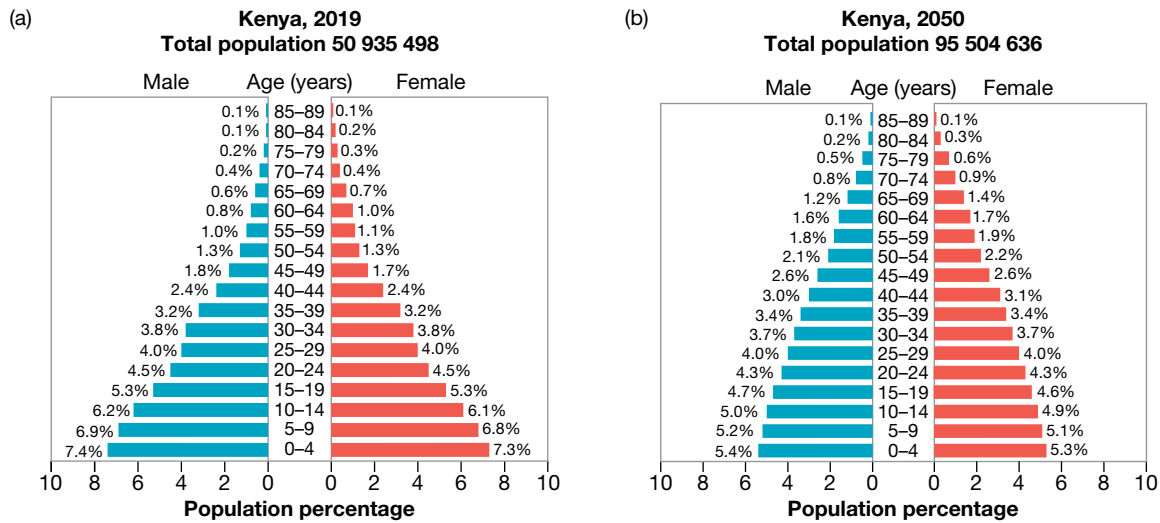 (a)
Kenya, 2019
Total population 50 935 498
Male Age (years) Female
0.1% 85–89 0.1%
0.1% 80–84 0.2%
0.2% 75–79 0.3%
0.4% 70–74 0.4%
0.6% 65–69 0.7%
0.8% 60–64 1.0%
1.0% 55–59 1.1%
1.3% 50–54 1.3%
1.8% 45–49 1.7%
2.4% 40–44 2.4%
3.2% 35–39 3.2%
3.8% 30–34 3.8%
4.0% 25–29 4.0%
4.5% 20–24 4.5%
5.3% 15–19 5.3%
6.2% 10–14 6.1%
6.9% 5–9 6.8%
7.4% 0–4 7.3%
10 8 6 4 2 0 0 2 4 6 8 10
Population percentage
(b)
Kenya, 2050
Total population 95 504 636
Male Age (years) Female
0.1% 85–89 0.1%
0.2% 80–84 0.3%
0.5% 75–79 0.6%
0.8% 70–74 0.9%
1.2% 65–69 1.4%
1.6% 60–64 1.7%
1.8% 55–59 1.9%
2.1% 50–54 2.2%
2.6% 45–49 2.6%
3.0% 40–44 3.1%
3.4% 35–39 3.4%
3.7% 30–34 3.7%
4.0% 25–29 4.0%
4.3% 20–24 4.3%
4.7% 15–19 4.6%
5.0% 10–14 4.9%
5.2% 5–9 5.1%
5.4% 0–4 5.3%
10 8 6 4 2 0 0 2 4 6 8 10
Population percentage